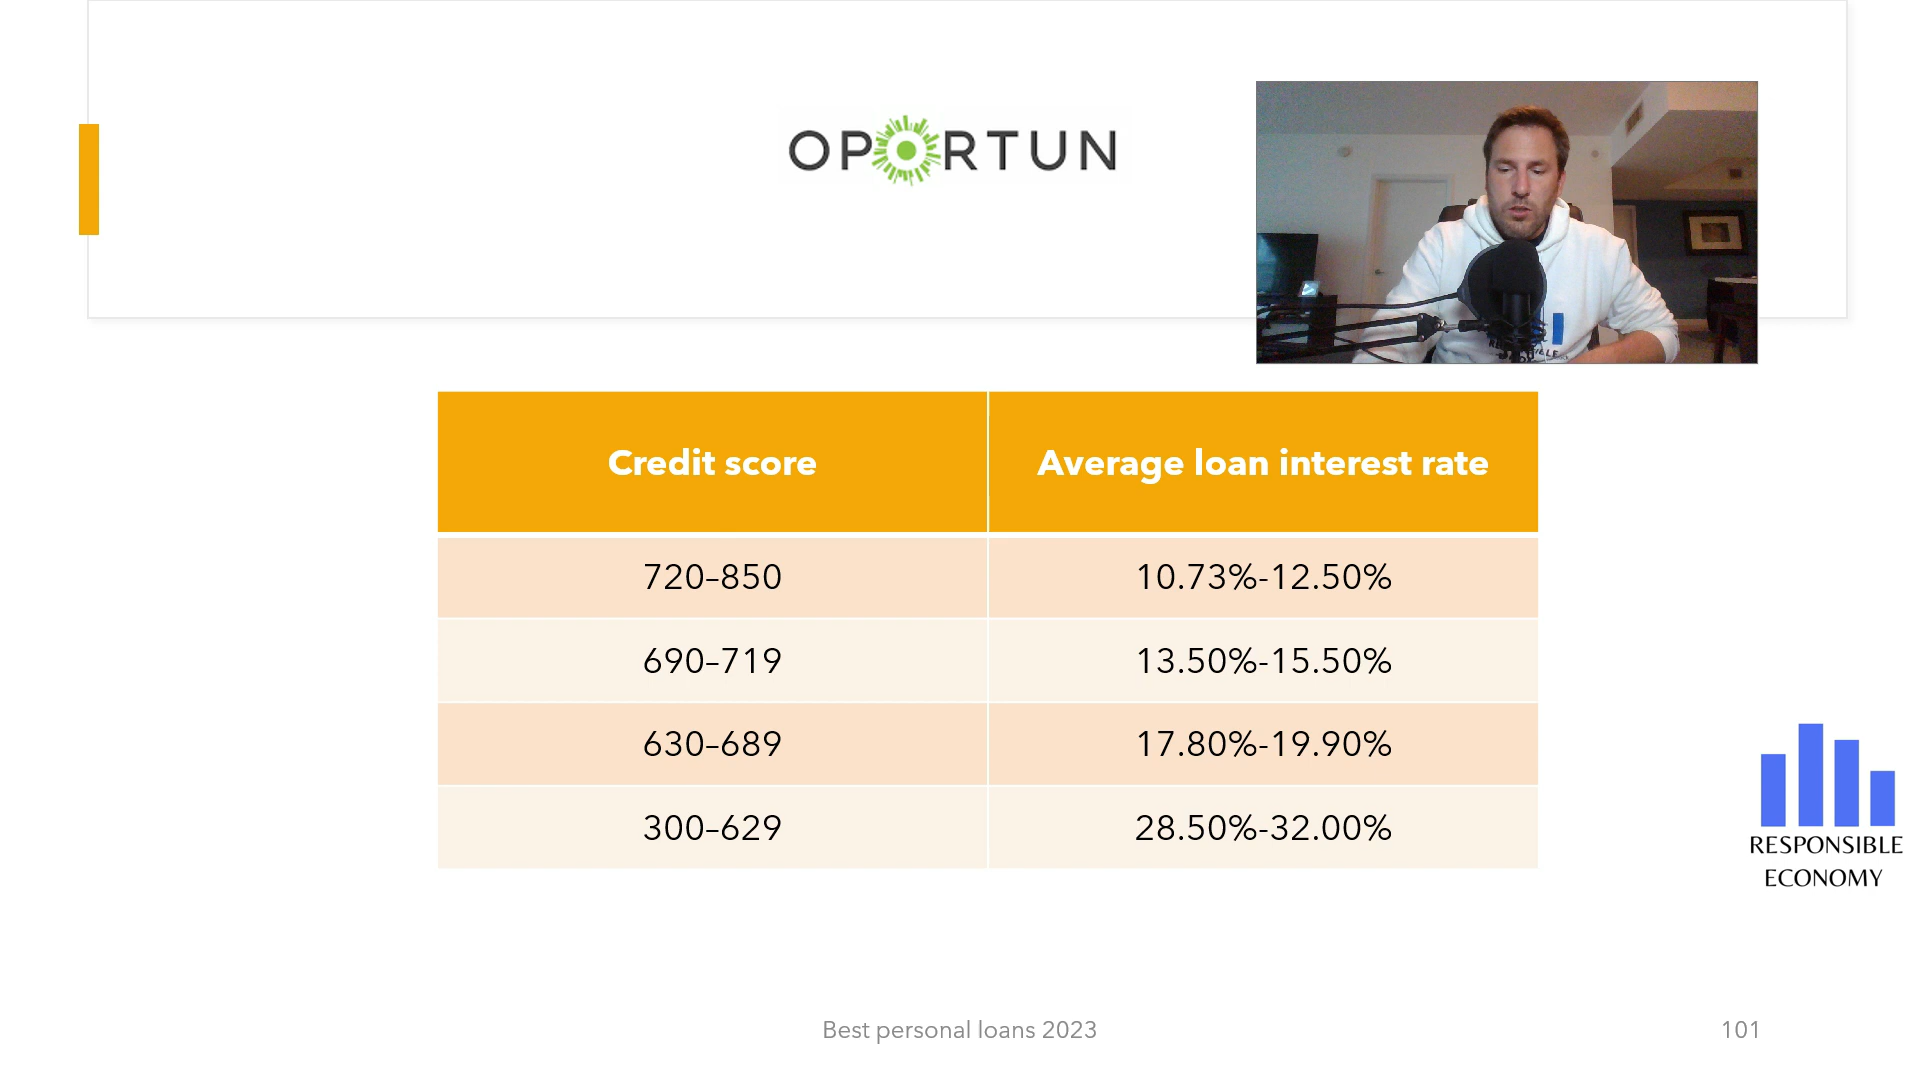 OPORTUN
Credit score
Average loan interest rate
720–850
10.73%-12.50%
690–719
13.50%-15.50%
630–689
17.80%-19.90%
300–629
28.50%-32.00%
RESPONSIBLE
ECONOMY
Best personal loans 2023
101